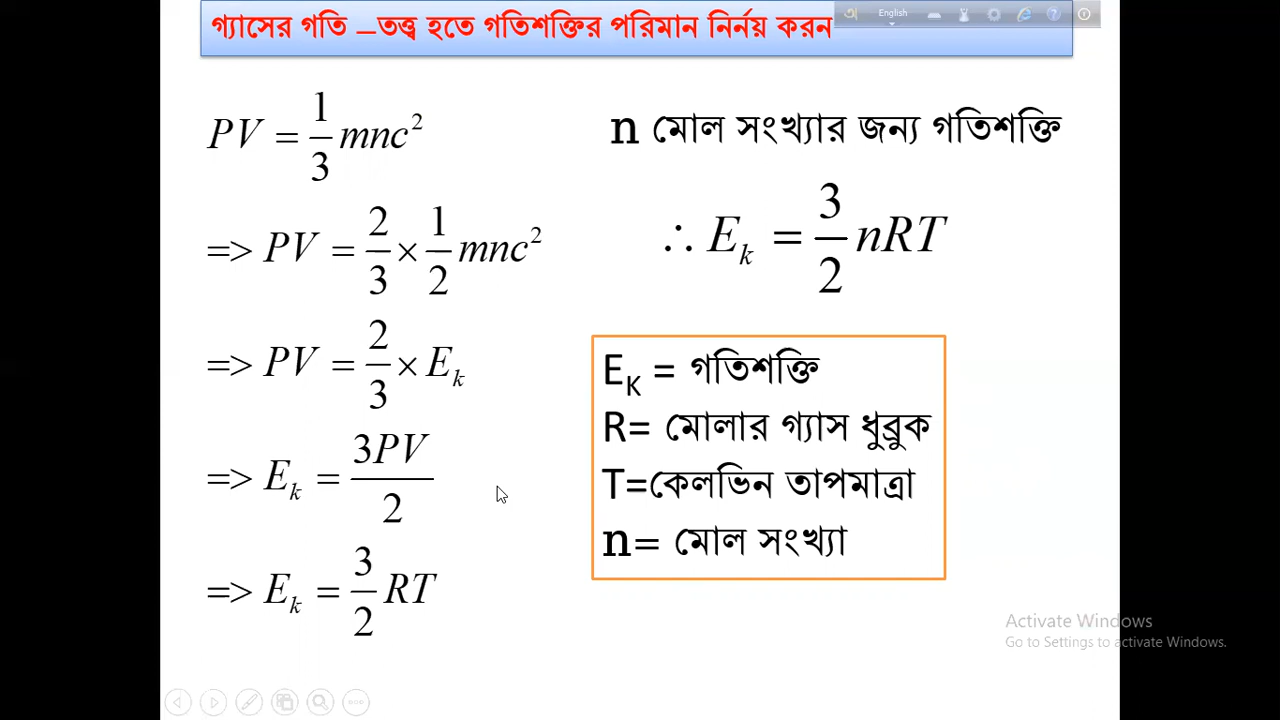 গ্যাসের গতি –তত্ত্ব হতে গতিশক্তির পরিমান নির্নয় করন
English
PV = 1/3 mnc²
=> PV = 2/3 × 1/2 mnc²
=> PV = 2/3 × Eₖ
=> Eₖ = 3PV/2
=> Eₖ = 3/2 RT
n মোল সংখ্যার জন্য গতিশক্তি
∴ Eₖ = 3/2 nRT
E_K = গতিশক্তি
R= মোলার গ্যাস ধুব্রুক
T=কেলভিন তাপমাত্রা
n= মোল সংখ্যা
Activate Windows
Go to Settings to activate Windows.